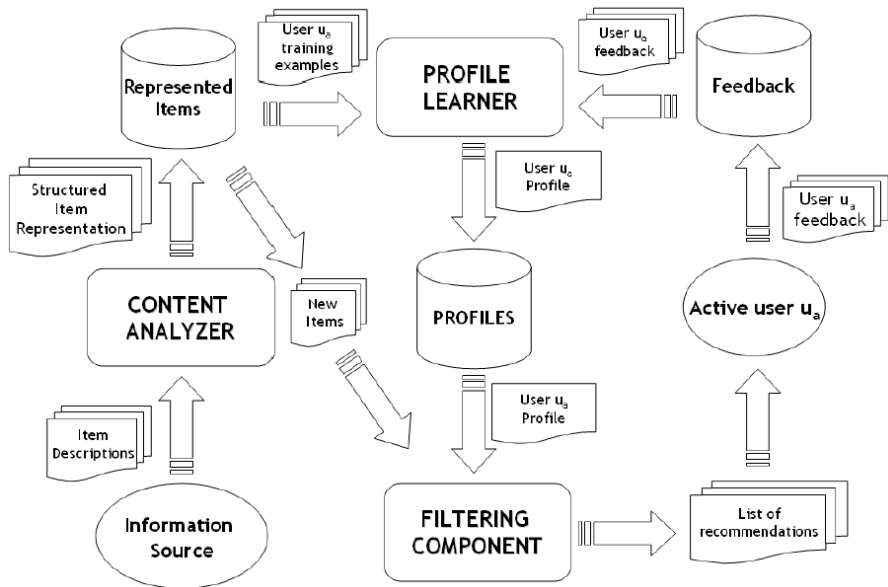 User uₐ
training
examples
User uₐ
feedback
Represented
Items
PROFILE
LEARNER
Feedback
Structured
Item
Representation
User uₐ
Profile
User uₐ
feedback
CONTENT
ANALYZER
New
Items
PROFILES
Active user uₐ
Item
Descriptions
User uₐ
Profile
Information
Source
FILTERING
COMPONENT
List of
recommendations